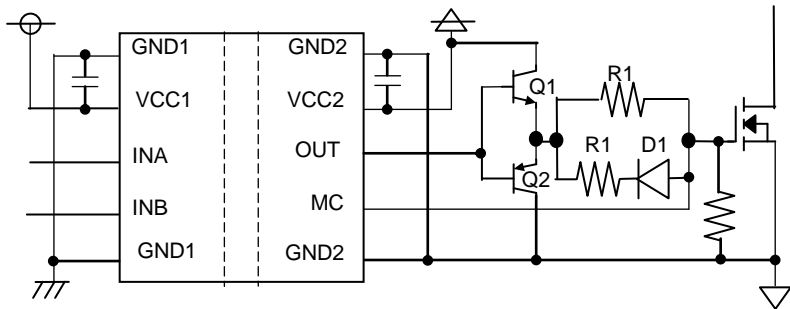 GND1
VCC1
INA
INB
GND1
GND2
VCC2
OUT
MC
GND2
Q1
Q2
R1
R1
D1